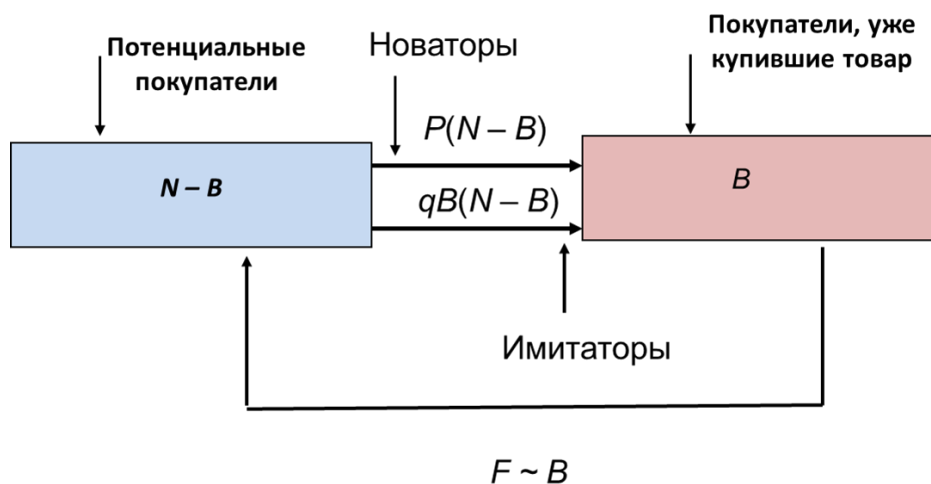 Потенциальные
покупатели
Новаторы
Покупатели, уже
купившие товар
P(N – B)
N – B
B
qB(N – B)
Имитаторы
F ~ B